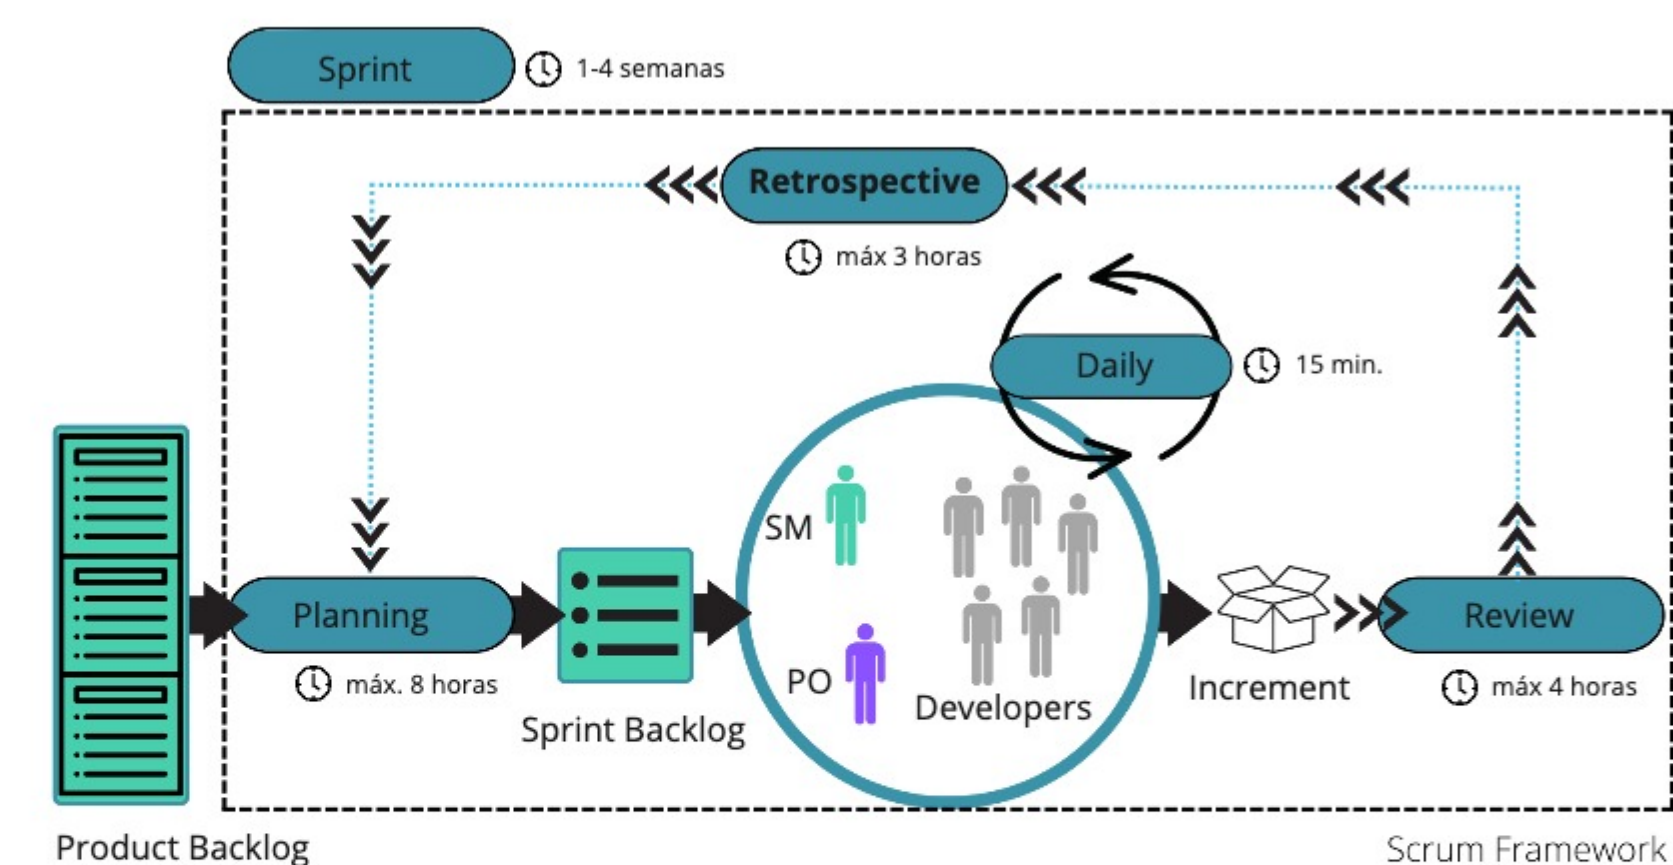 Sprint
1-4 semanas
Retrospective
máx 3 horas
Daily
15 min.
SM
PO
Developers
Planning
máx. 8 horas
Sprint Backlog
Increment
Review
máx 4 horas
Product Backlog
Scrum Framework